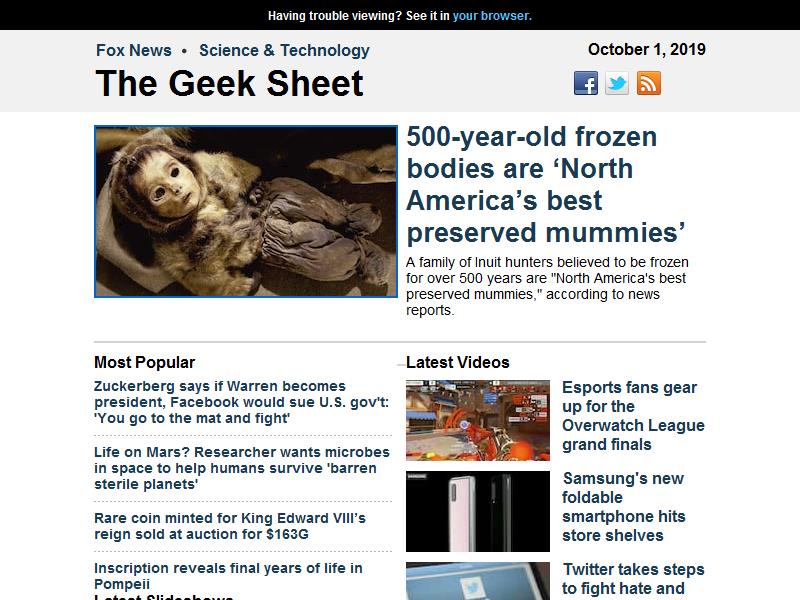 Having trouble viewing? See it in your browser.
Fox News • Science & Technology
October 1, 2019
The Geek Sheet
500-year-old frozen
bodies are ‘North
America’s best
preserved mummies’
A family of Inuit hunters believed to be frozen
for over 500 years are "North America's best
preserved mummies," according to news
reports.
Most Popular
Zuckerberg says if Warren becomes
president, Facebook would sue U.S. gov't:
'You go to the mat and fight'
Life on Mars? Researcher wants microbes
in space to help humans survive 'barren
sterile planets'
Rare coin minted for King Edward VIII’s
reign sold at auction for $163G
Inscription reveals final years of life in
Pompeii
Latest Slideshows
Latest Videos
Esports fans gear
up for the
Overwatch League
grand finals
SAMSUNG
Samsung's new
foldable
smartphone hits
store shelves
Twitter takes steps
to fight hate and